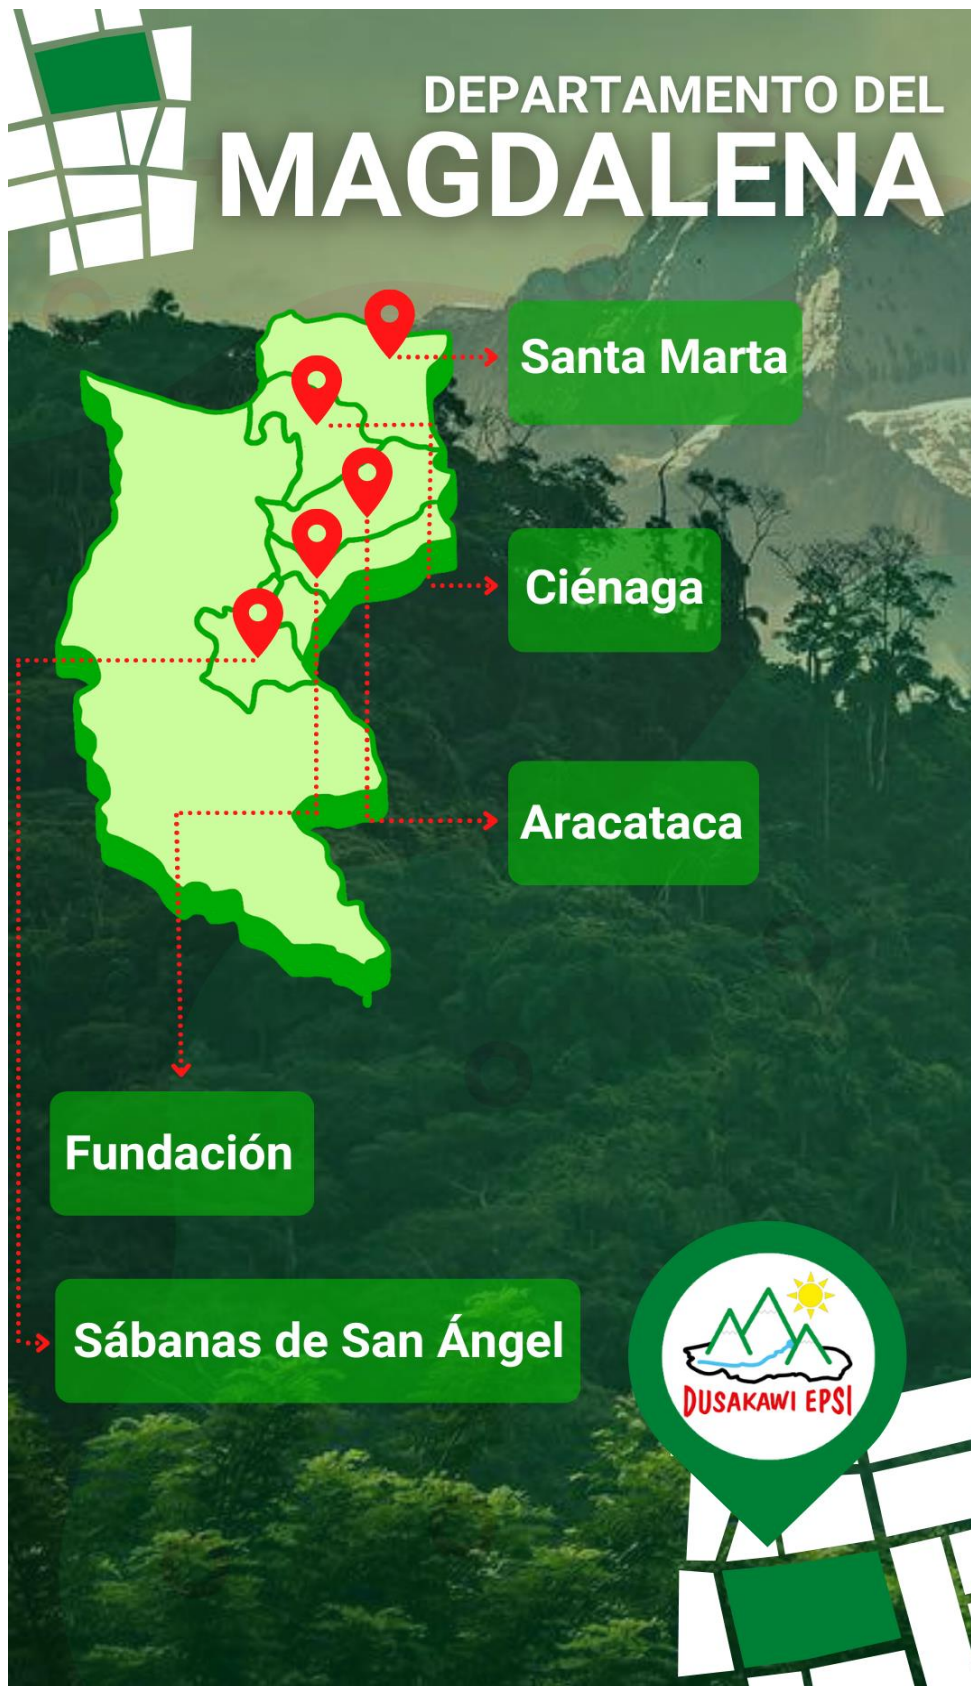 DEPARTAMENTO DEL
MAGDALENA
Santa Marta
Ciénaga
Aracataca
Fundación
Sábanas de San Ángel
DUSAKAWI EPSI